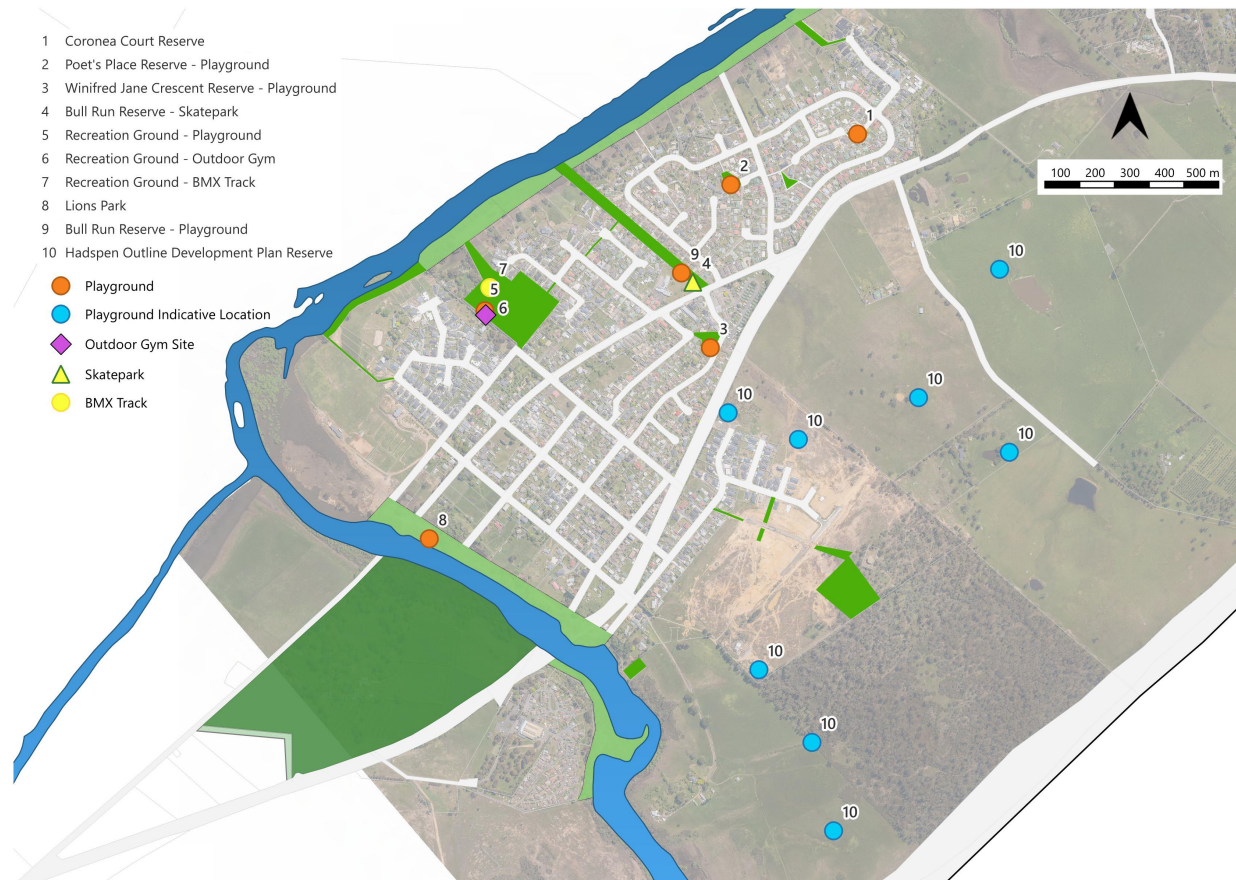 1 Coronea Court Reserve
2 Poet's Place Reserve - Playground
3 Winifred Jane Crescent Reserve - Playground
4 Bull Run Reserve - Skatepark
5 Recreation Ground - Playground
6 Recreation Ground - Outdoor Gym
7 Recreation Ground - BMX Track
8 Lions Park
9 Bull Run Reserve - Playground
10 Hadspen Outline Development Plan Reserve
Playground
Playground Indicative Location
Outdoor Gym Site
Skatepark
BMX Track
100 200 300 400 500 m
1
2
10
9
4
7
5
6
3
10
10
10
10
8
10
10
10